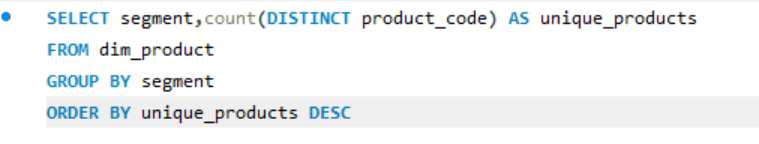 SELECT segment,count(DISTINCT product_code) AS unique_products
FROM dim_product
GROUP BY segment
ORDER BY unique_products DESC